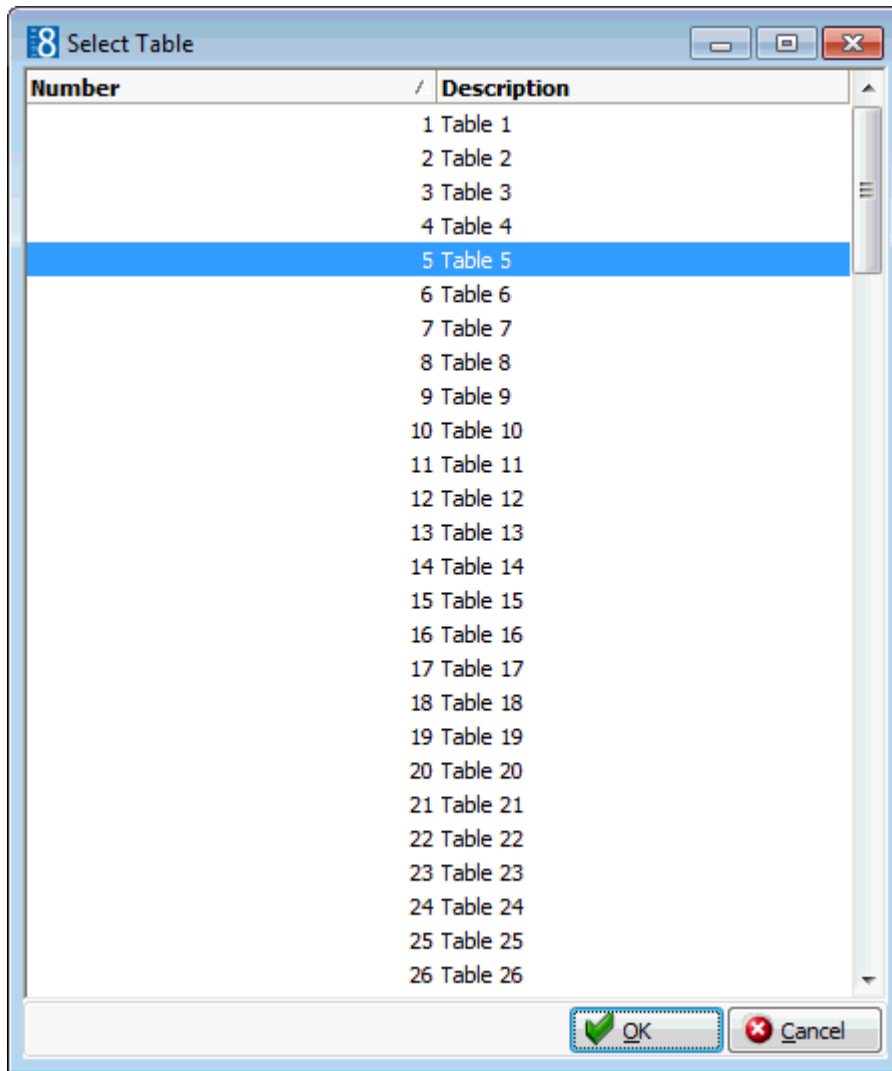 8 Select Table
Number Description
1 Table 1
2 Table 2
3 Table 3
4 Table 4
5 Table 5
6 Table 6
7 Table 7
8 Table 8
9 Table 9
10 Table 10
11 Table 11
12 Table 12
13 Table 13
14 Table 14
15 Table 15
16 Table 16
17 Table 17
18 Table 18
19 Table 19
20 Table 20
21 Table 21
22 Table 22
23 Table 23
24 Table 24
25 Table 25
26 Table 26
OK Cancel